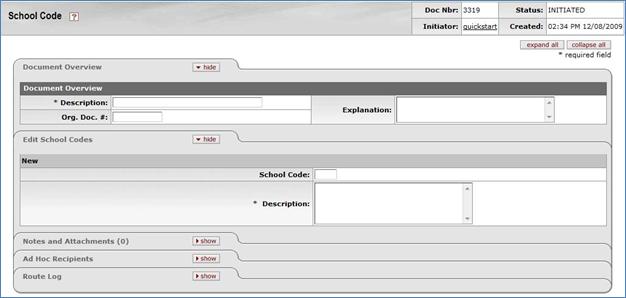 School Code ?
Doc Nbr: 3319 Status: INITIATED
Initiator: quickstart Created: 02:34 PM 12/08/2009
expand all collapse all
* required field
Document Overview hide
Document Overview
* Description: Explanation:
Org. Doc. #:
Edit School Codes hide
New
School Code:
* Description:
Notes and Attachments (0) show
Ad Hoc Recipients show
Route Log show